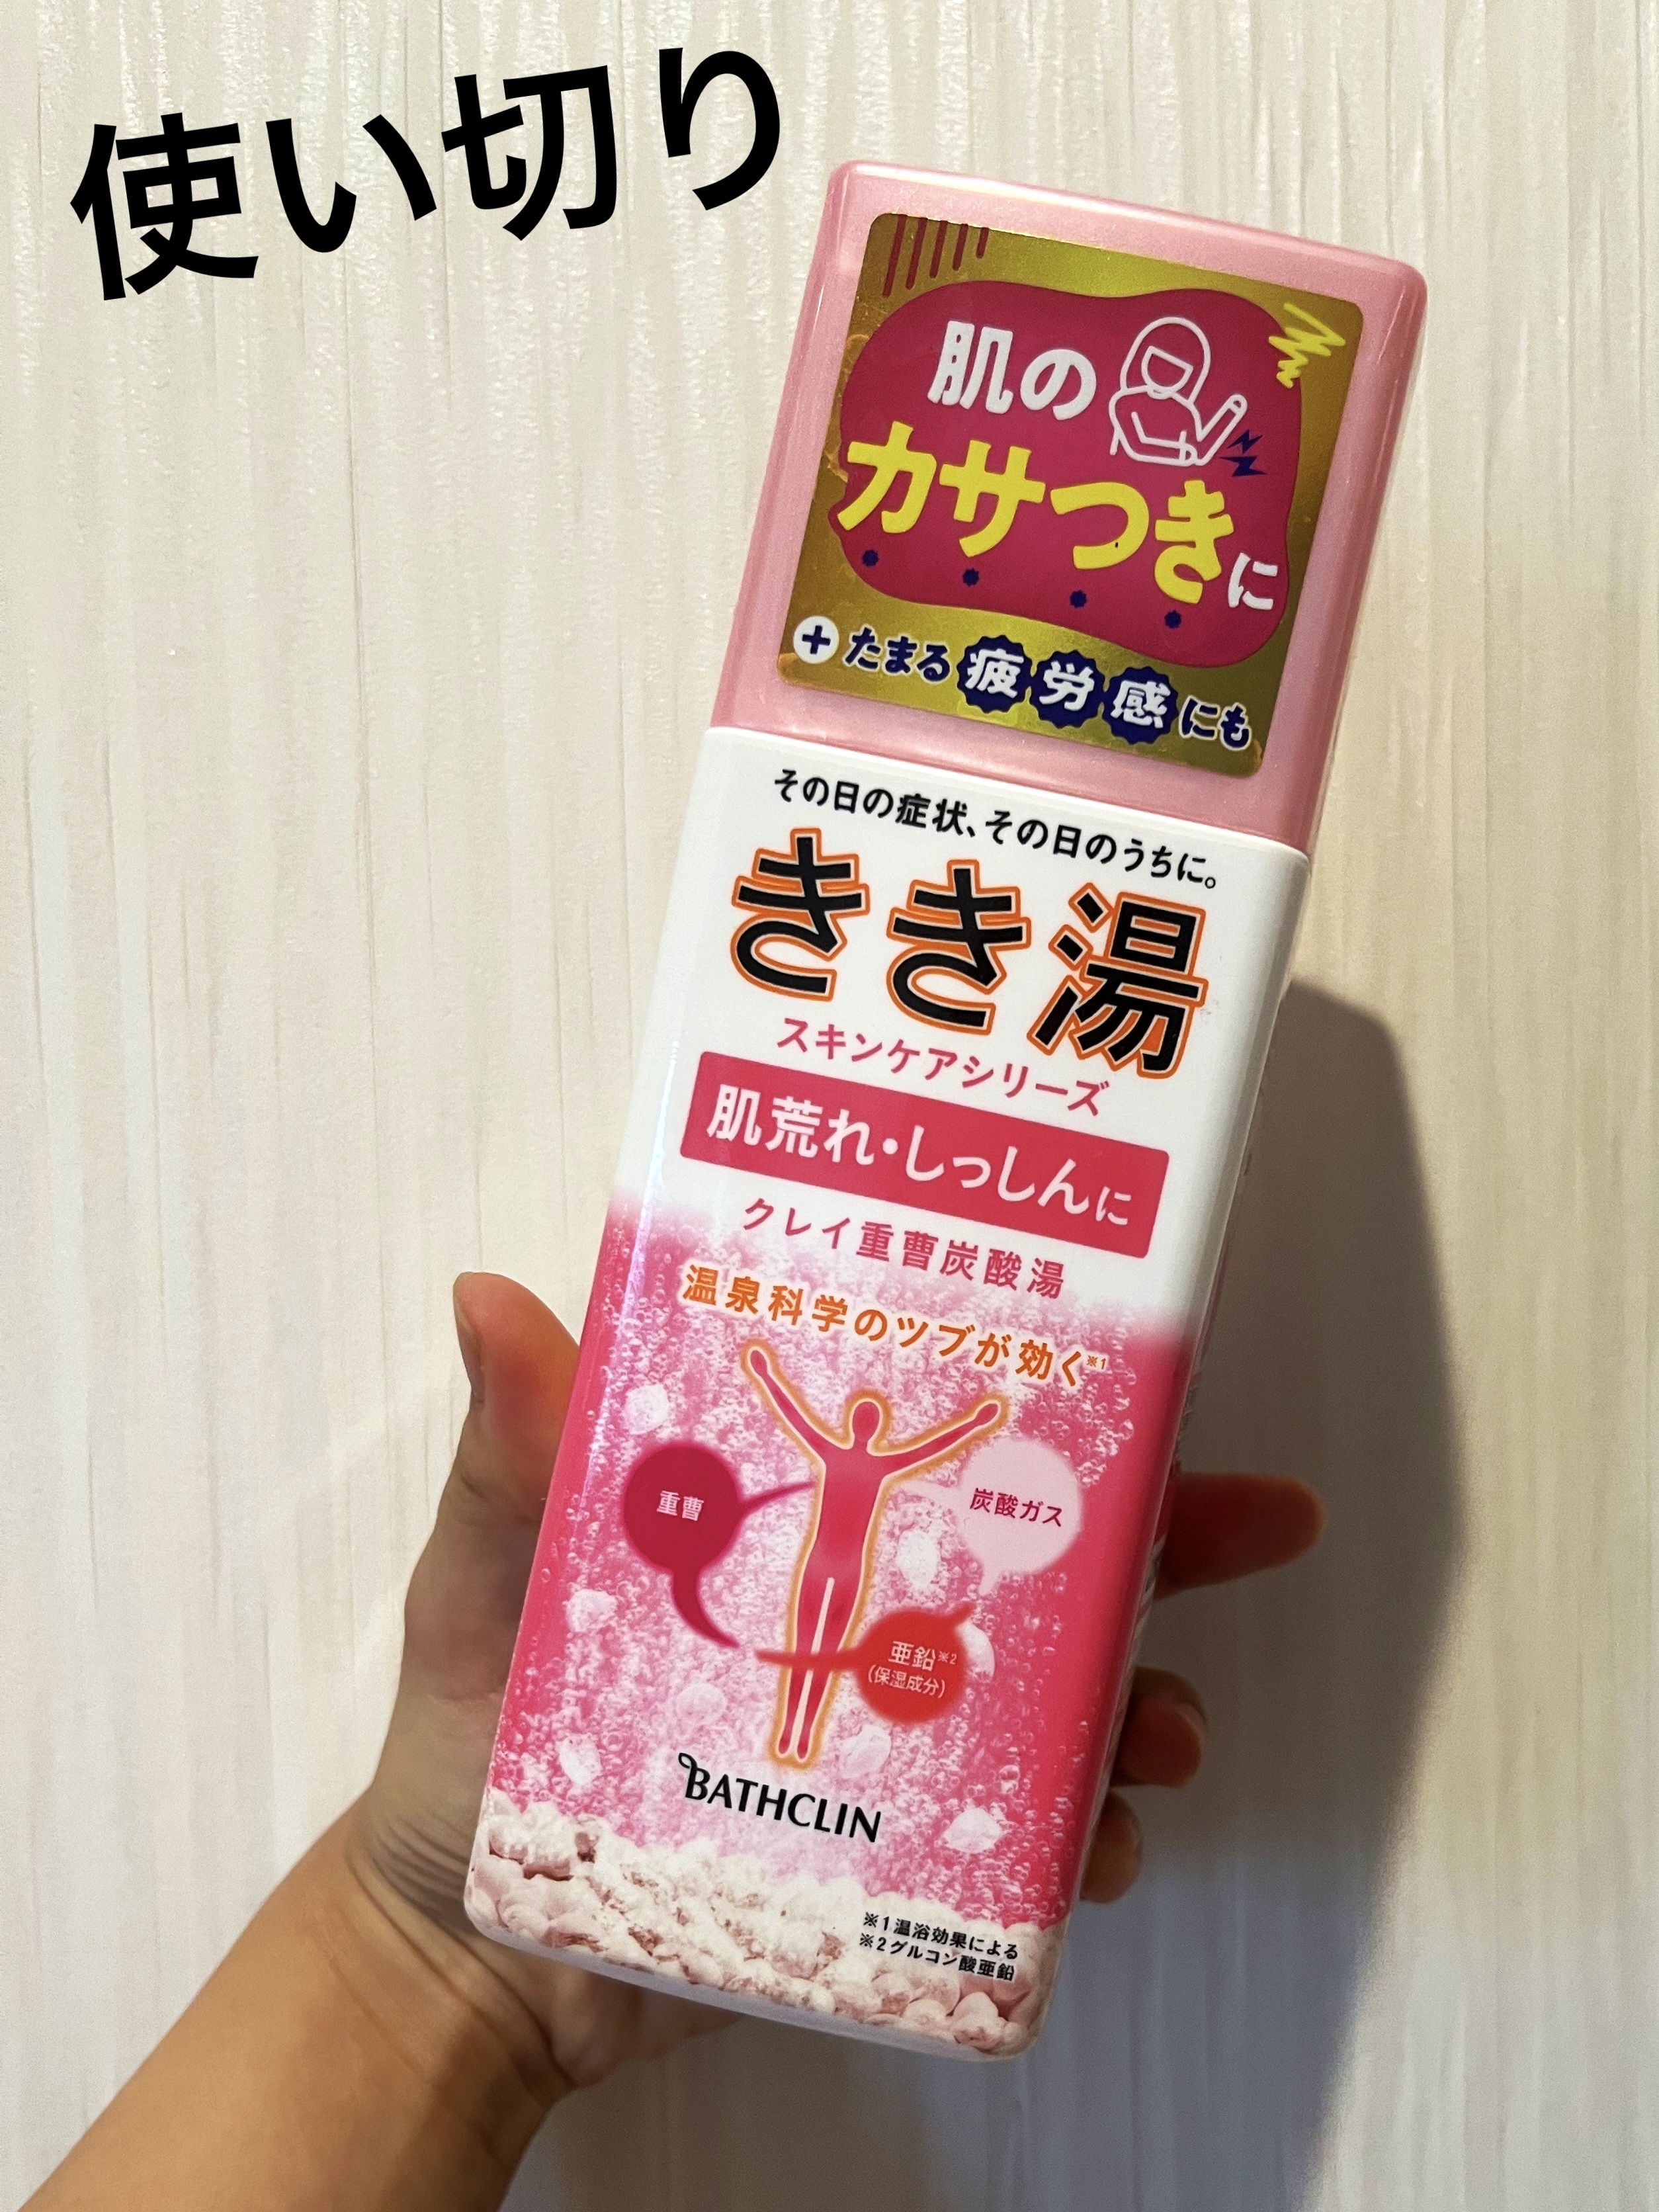 使い切り
肌の
カサつきに
+たまる疲労感にも
その日の症状、その日のうちに。
きき湯
スキンケアシリーズ
肌荒れ・しっしんに
クレイ重曹炭酸湯
温泉科学のツブが効く※1
重曹
炭酸ガス
亜鉛※2
(保湿成分)
BATHCLIN
※1温浴効果による
※2グルコン酸亜鉛